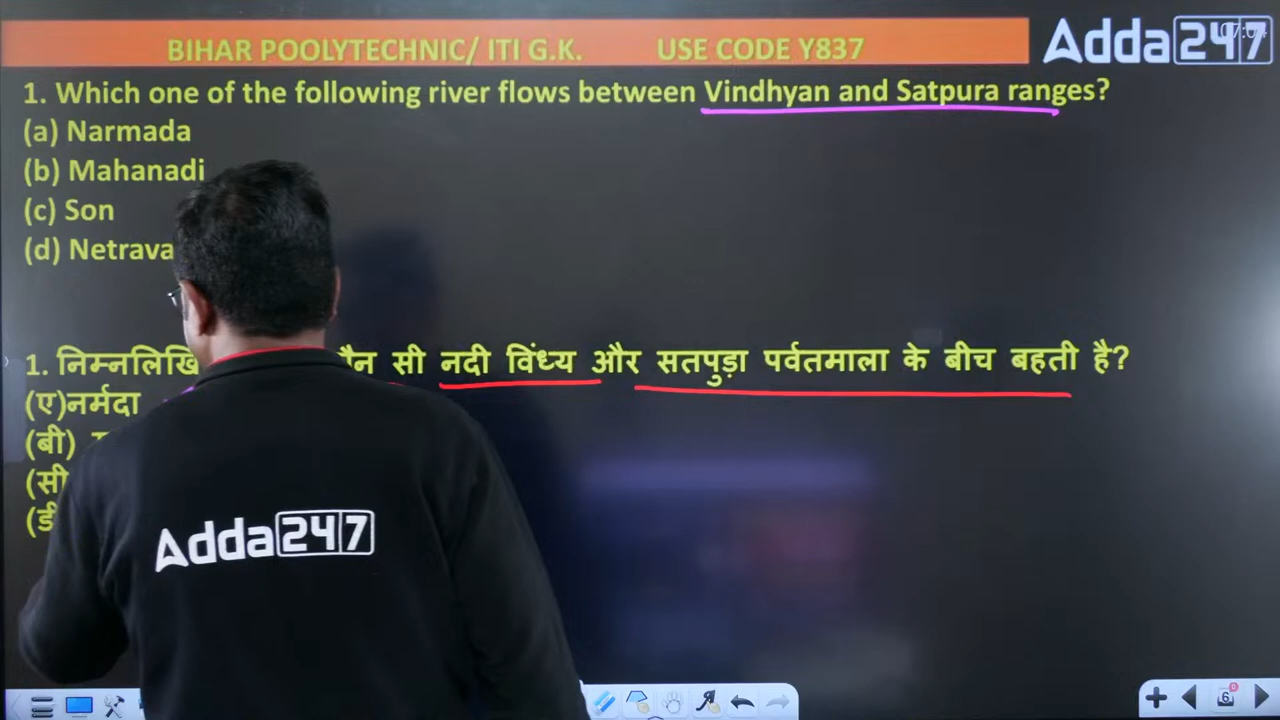 BIHAR POOLYTECHNIC/ ITI G.K. USE CODE Y837
Adda247
1. Which one of the following river flows between Vindhyan and Satpura ranges?
(a) Narmada
(b) Mahanadi
(c) Son
(d) Netrava
1. निम्नलिखि सी नदी विंध्य और सतपुड़ा पर्वतमाला के बीच बहती है?
(ए)नर्मदा
(बी)
(सी
(डी
Adda247
6